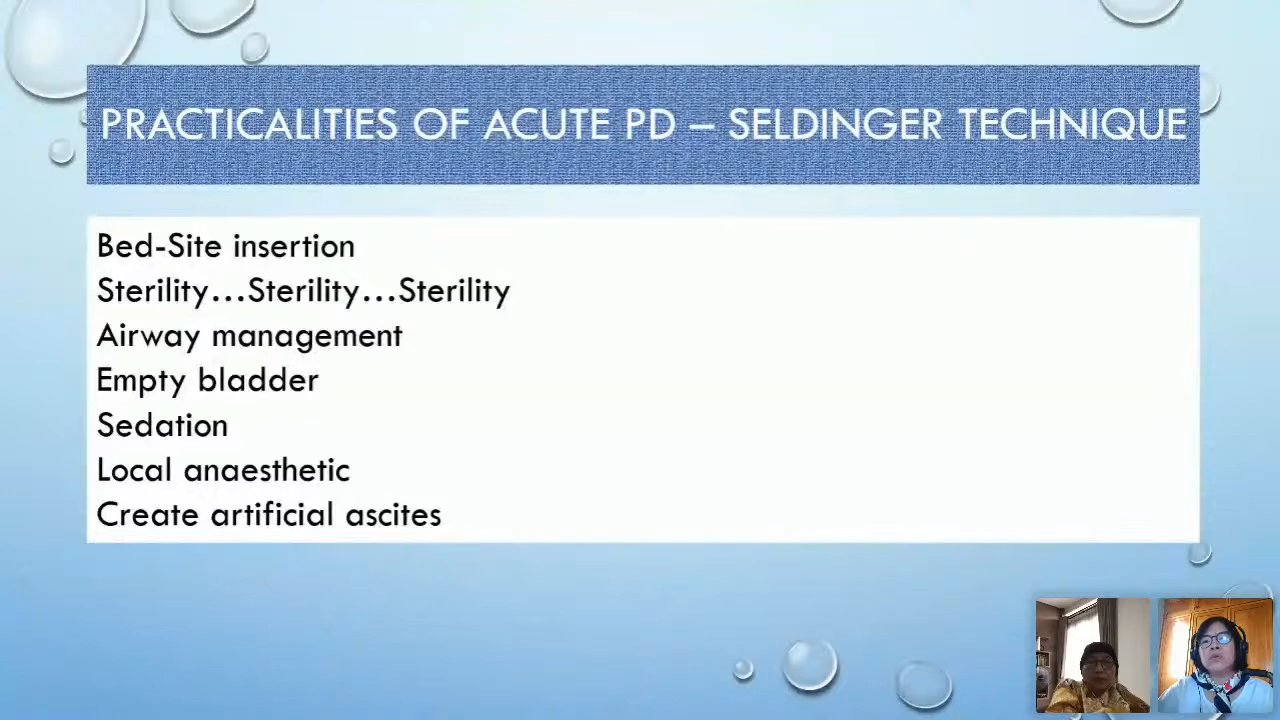 PRACTICALITIES OF ACUTE PD – SELDINGER TECHNIQUE
Bed-Site insertion
Sterility...Sterility...Sterility
Airway management
Empty bladder
Sedation
Local anaesthetic
Create artificial ascites